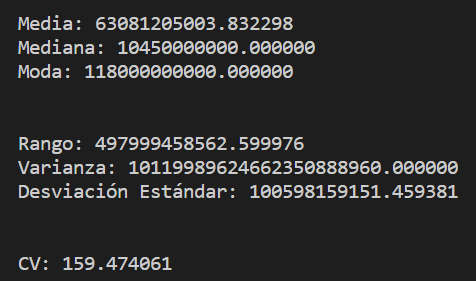 Media: 63081205003.832298
Mediana: 10450000000.000000
Moda: 118000000000.000000
Rango: 497999458562.599976
Varianza: 10119989624662350888960.000000
Desviación Estándar: 100598159151.459381
CV: 159.474061